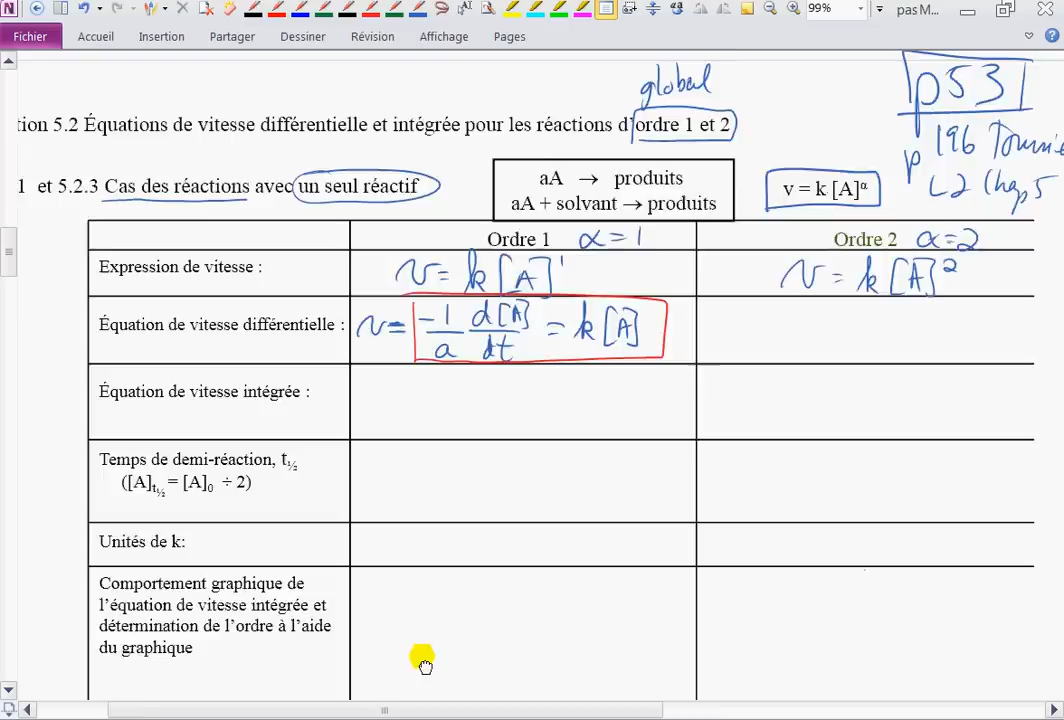 99%
pas M...
Fichier Accueil Insertion Partager Dessiner Révision Affichage Pages
global
p53
tion 5.2 Équations de vitesse différentielle et intégrée pour les réactions d'ordre 1 et 2
p 196
L2 Chap 5
1 et 5.2.3 Cas des réactions avec un seul réactif
aA → produits
aA + solvant → produits
v = k [A]ᵅ
Ordre 1 α = 1
Ordre 2 α = 2
Expression de vitesse :
v = k [A]¹
v = k [A]²
Équation de vitesse différentielle :
v = -1/a d[A]/dt = k [A]
Équation de vitesse intégrée :
Temps de demi-réaction, t½
([A]t½ = [A]₀ ÷ 2)
Unités de k:
Comportement graphique de
l'équation de vitesse intégrée et
détermination de l'ordre à l'aide
du graphique